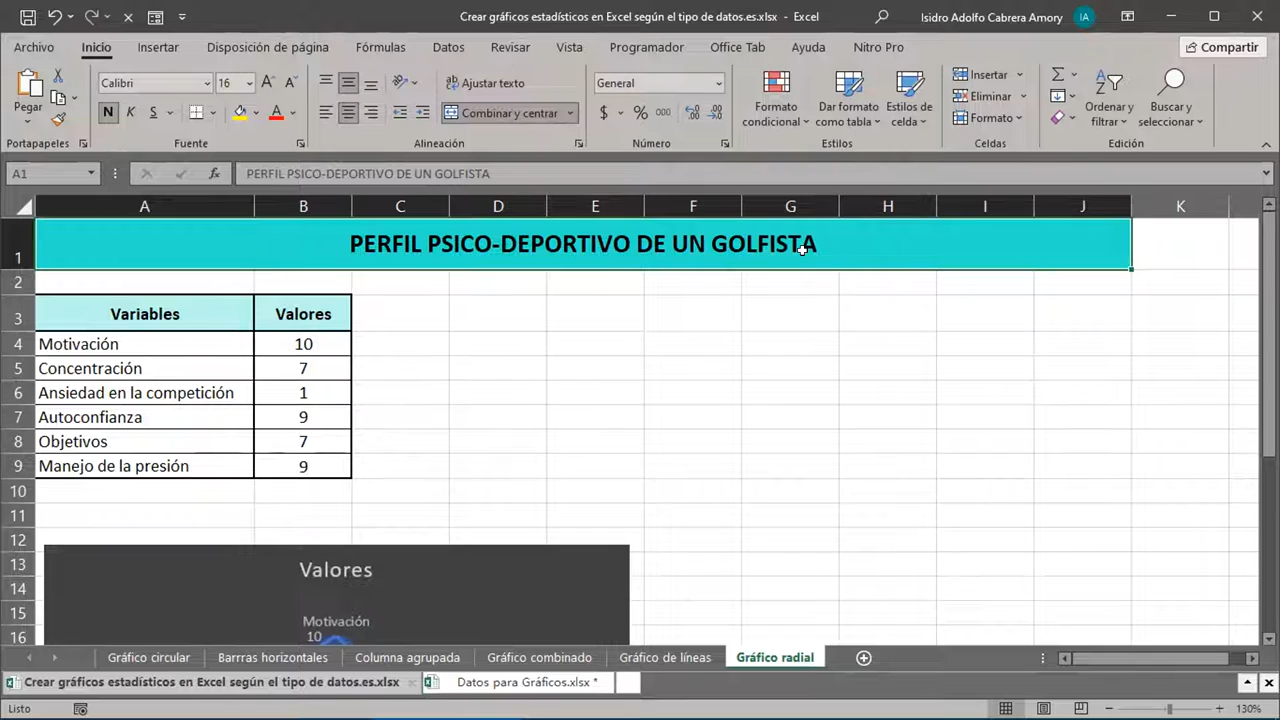 Crear gráficos estadísticos en Excel según el tipo de datos.es.xlsx - Excel
Isidro Adolfo Cabrera Amory
IA
Archivo Inicio Insertar Disposición de página Fórmulas Datos Revisar Vista Programador Office Tab Ayuda Nitro Pro Compartir
Pegar
Calibri 16
N K S
Ajustar texto
Combinar y centrar
General
$ % 000
Formato condicional
Dar formato como tabla
Estilos de celda
Insertar
Eliminar
Formato
Ordenar y filtrar
Buscar y seleccionar
Portapapeles Fuente Alineación Número Estilos Celdas Edición
A1 fx PERFIL PSICO-DEPORTIVO DE UN GOLFISTA
A B C D E F G H I J K
1 PERFIL PSICO-DEPORTIVO DE UN GOLFISTA
2
3 Variables Valores
4 Motivación 10
5 Concentración 7
6 Ansiedad en la competición 1
7 Autoconfianza 9
8 Objetivos 7
9 Manejo de la presión 9
10
11
12
13 Valores
14
15 Motivación
16 10
Gráfico circular Barrras horizontales Columna agrupada Gráfico combinado Gráfico de líneas Gráfico radial
Crear gráficos estadísticos en Excel según el tipo de datos.es.xlsx Datos para Gráficos.xlsx *
Listo 130%